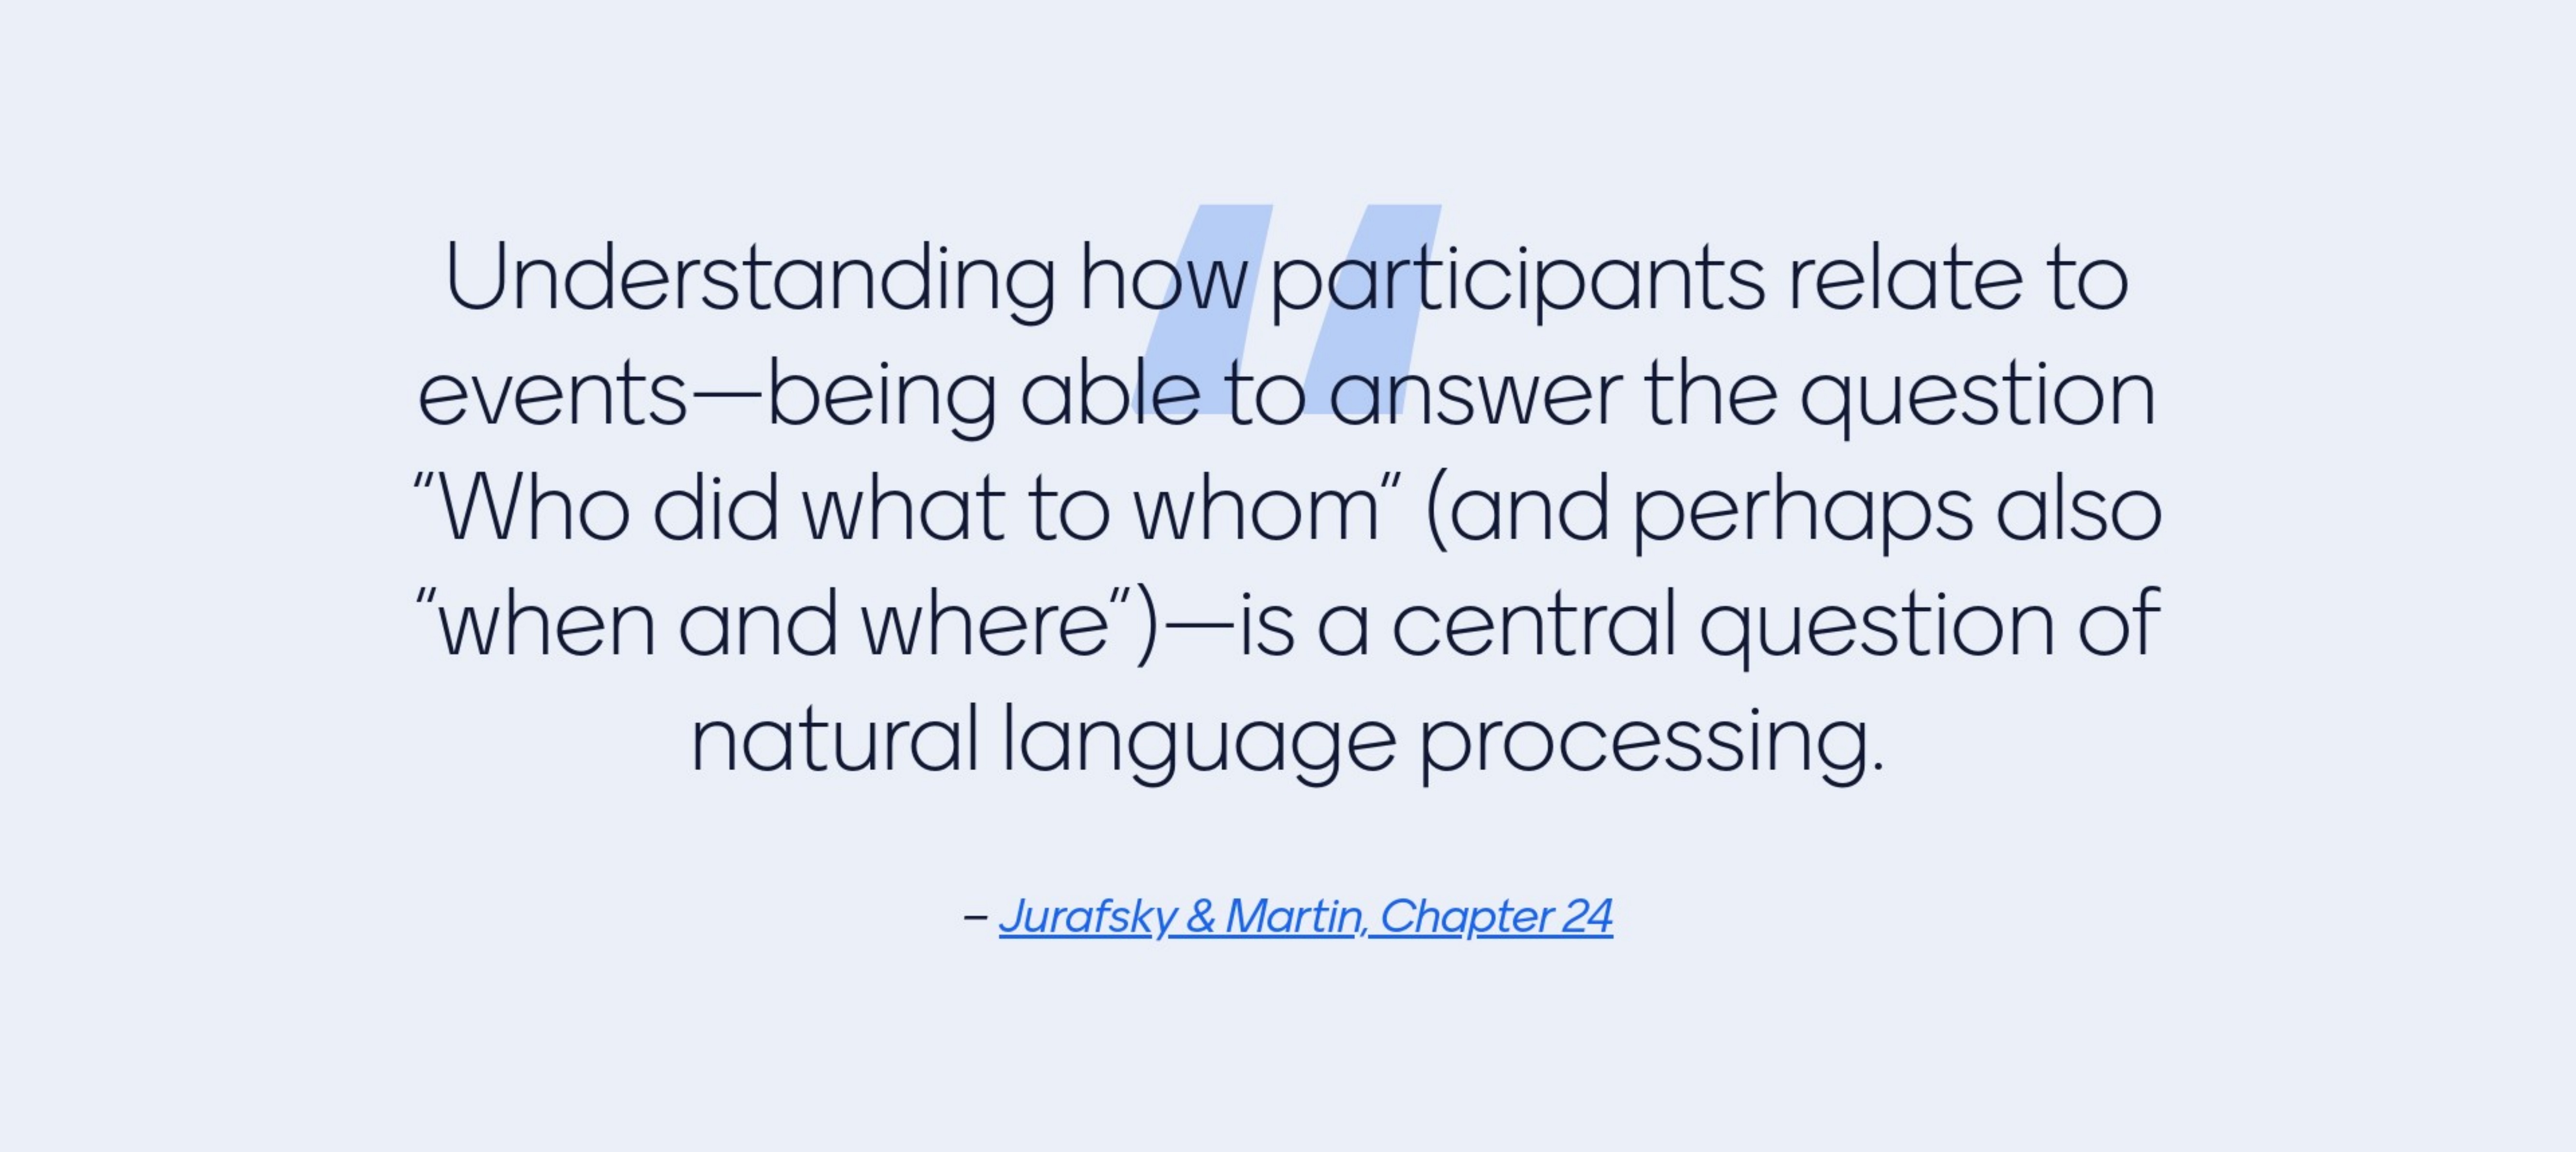 Understanding how participants relate to
events—being able to answer the question
"Who did what to whom" (and perhaps also
"when and where")—is a central question of
natural language processing.
– Jurafsky & Martin, Chapter 24